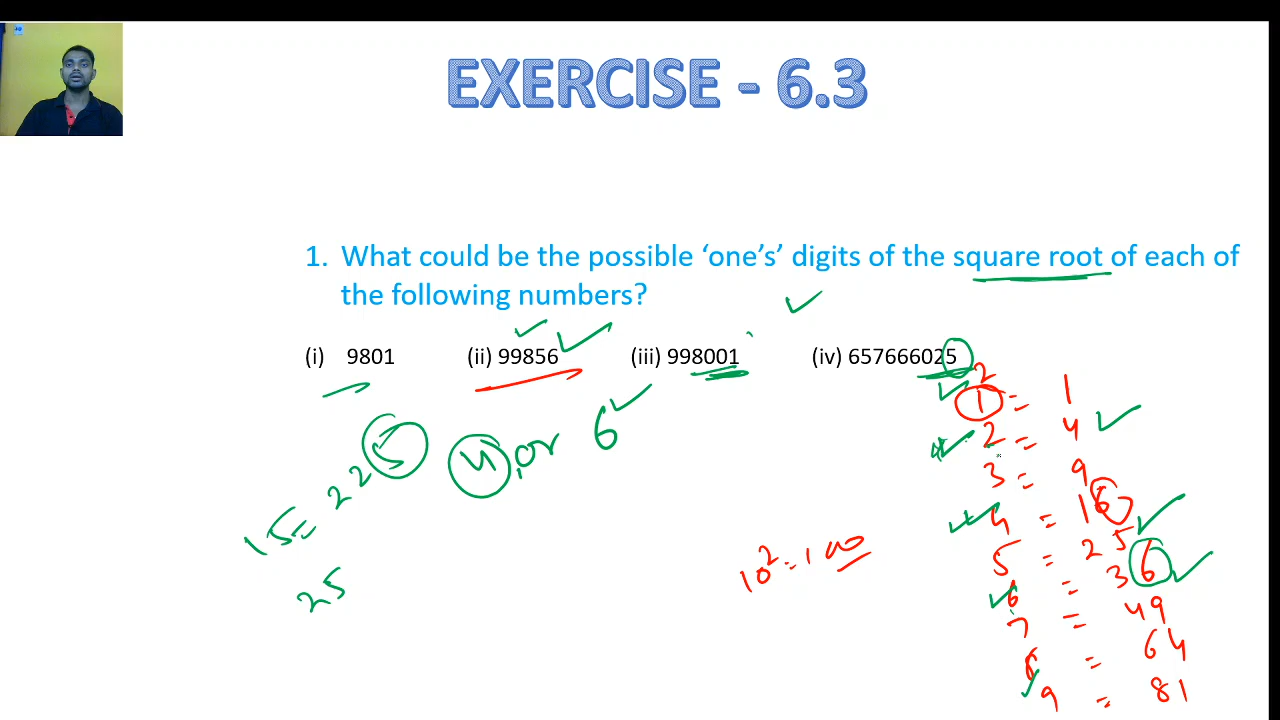 EXERCISE - 6.3
1. What could be the possible ‘one’s’ digits of the square root of each of
the following numbers?
(i) 9801 (ii) 99856 (iii) 998001 (iv) 657666025
1² = 1
2 = 4
3 = 9
4 = 16
5 = 25
6 = 36
7 = 49
8 = 64
9 = 81
4, or 6
15 = 225
25
10² = 100